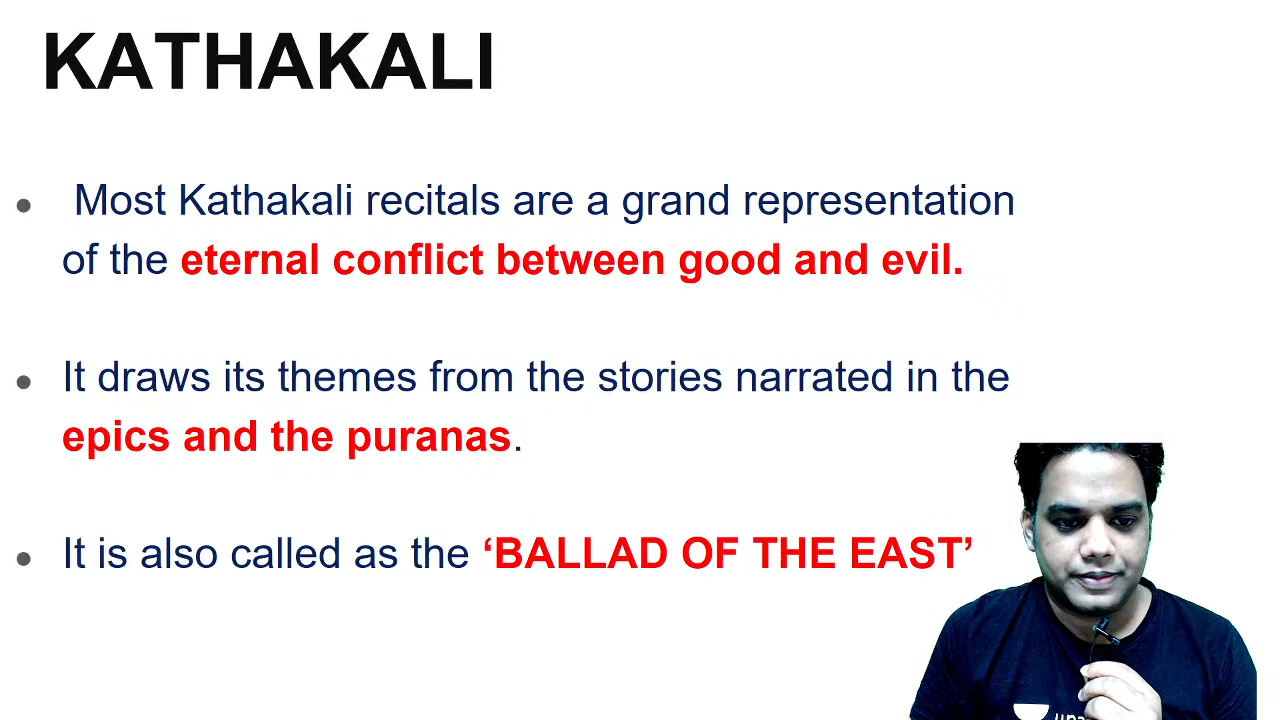 KATHAKALI
• Most Kathakali recitals are a grand representation
of the eternal conflict between good and evil.
• It draws its themes from the stories narrated in the
epics and the puranas.
• It is also called as the ‘BALLAD OF THE EAST’